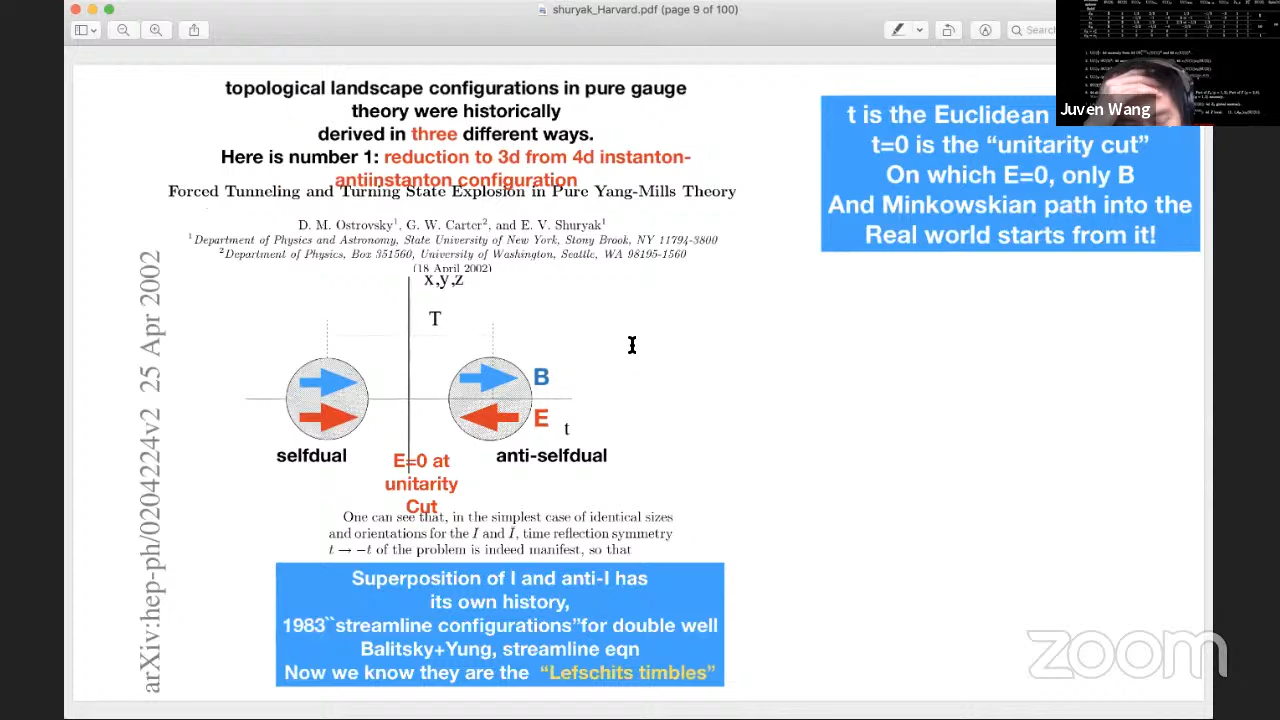 shuryak_Harvard.pdf (page 9 of 100)
Search
Juven Wang
topological landscape configurations in pure gauge
theory were historically
derived in three different ways.
Here is number 1: reduction to 3d from 4d instanton-
antiinstanton configuration
Forced Tunneling and Turning State Explosion in Pure Yang-Mills Theory
D. M. Ostrovsky¹, G. W. Carter², and E. V. Shuryak¹
¹Department of Physics and Astronomy, State University of New York, Stony Brook, NY 11794-3800
²Department of Physics, Box 351560, University of Washington, Seattle, WA 98195-1560
(18 April 2002)
arXiv:hep-ph/0204224v2 25 Apr 2002
x,y,z
T
B
E
t
selfdual
anti-selfdual
E=0 at
unitarity
Cut
One can see that, in the simplest case of identical sizes
and orientations for the I and Ī, time reflection symmetry
t → −t of the problem is indeed manifest, so that
Superposition of I and anti-I has
its own history,
1983``streamline configurations”for double well
Balitsky+Yung, streamline eqn
Now we know they are the “Lefschits timbles”
t is the Euclidean
t=0 is the “unitarity cut”
On which E=0, only B
And Minkowskian path into the
Real world starts from it!
zoom